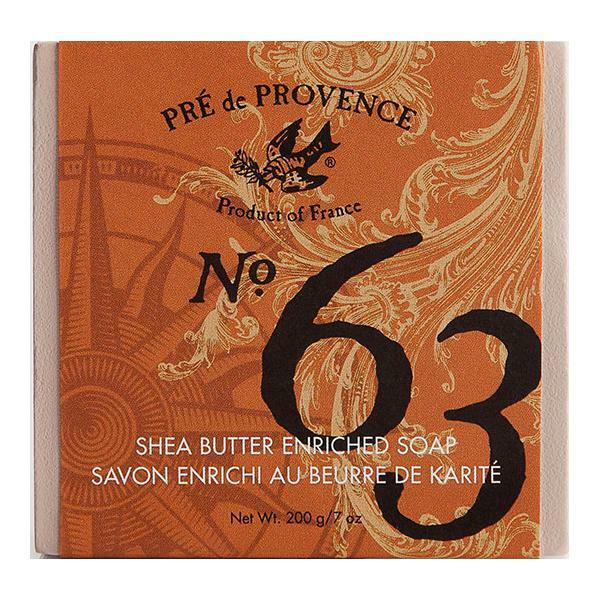 PRÉ de PROVENCE
®
Product of France
No. 63
SHEA BUTTER ENRICHED SOAP
SAVON ENRICHI AU BEURRE DE KARITÉ
Net Wt. 200 g/7 oz